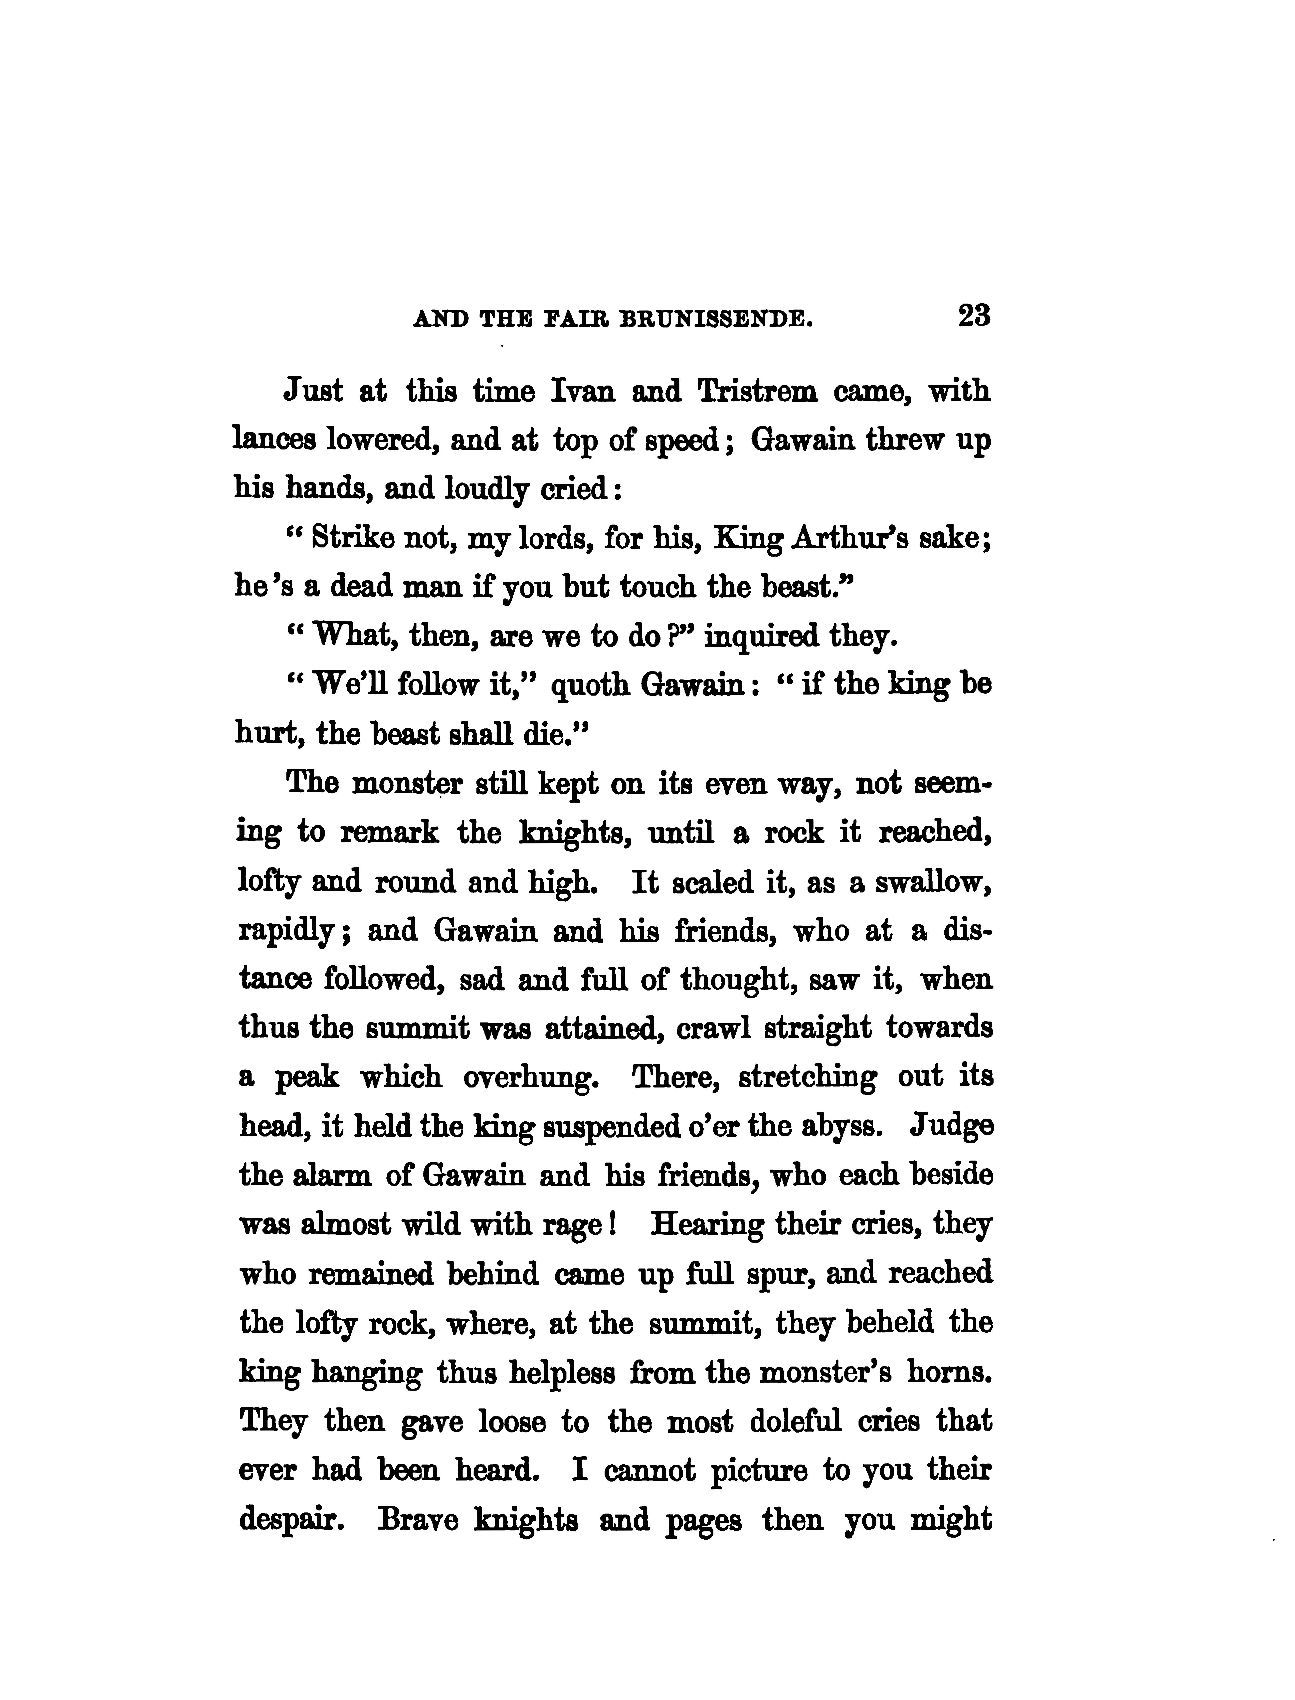 AND THE FAIR BRUNISSENDE. 23
Just at this time Ivan and Tristrem came, with
lances lowered, and at top of speed; Gawain threw up
his hands, and loudly cried:
“Strike not, my lords, for his, King Arthur’s sake;
he’s a dead man if you but touch the beast.”
“What, then, are we to do?” inquired they.
“We’ll follow it,” quoth Gawain: “if the king be
hurt, the beast shall die.”
The monster still kept on its even way, not seem-
ing to remark the knights, until a rock it reached,
lofty and round and high. It scaled it, as a swallow,
rapidly; and Gawain and his friends, who at a dis-
tance followed, sad and full of thought, saw it, when
thus the summit was attained, crawl straight towards
a peak which overhung. There, stretching out its
head, it held the king suspended o’er the abyss. Judge
the alarm of Gawain and his friends, who each beside
was almost wild with rage! Hearing their cries, they
who remained behind came up full spur, and reached
the lofty rock, where, at the summit, they beheld the
king hanging thus helpless from the monster’s horns.
They then gave loose to the most doleful cries that
ever had been heard. I cannot picture to you their
despair. Brave knights and pages then you might